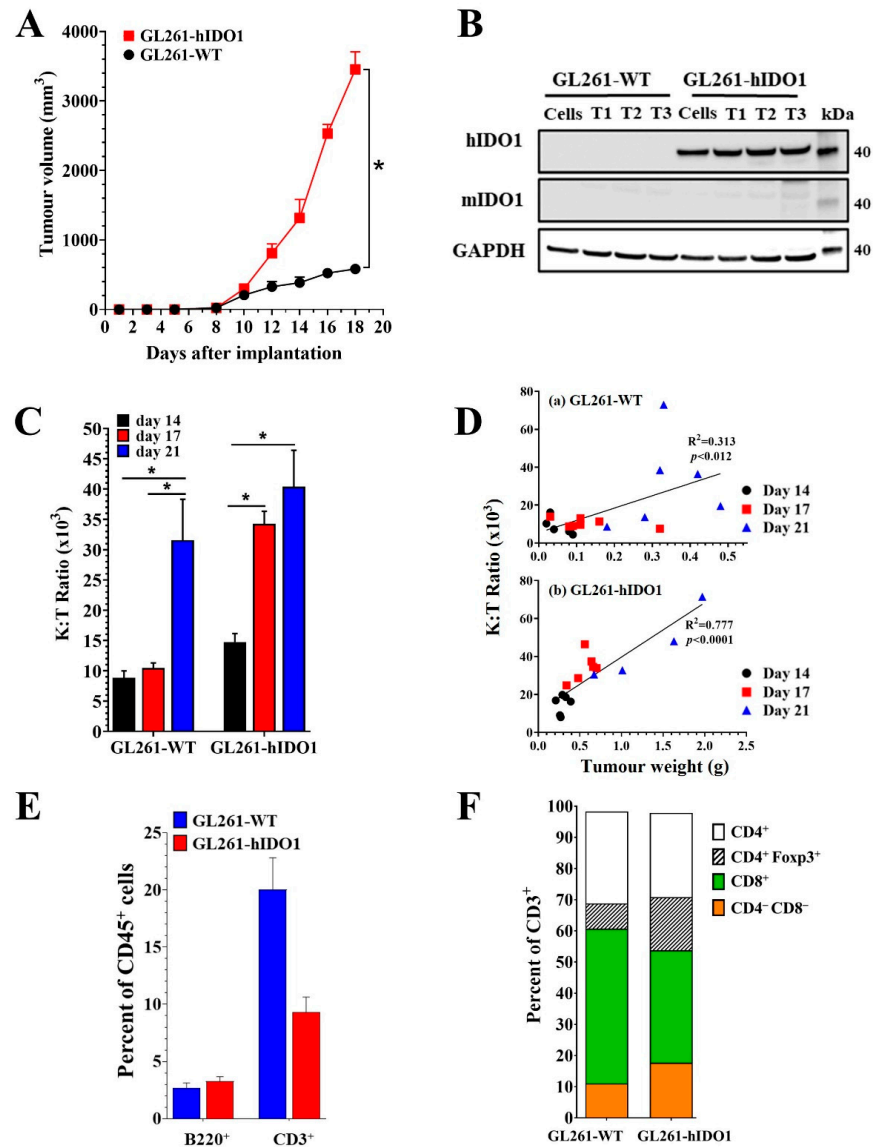 A
GL261-hIDO1
GL261-WT
Tumour volume (mm³)
4000
3000
2000
1000
0
*
0 2 4 6 8 10 12 14 16 18 20
Days after implantation
B
GL261-WT GL261-hIDO1
Cells T1 T2 T3 Cells T1 T2 T3 kDa
hIDO1 40
mIDO1 40
GAPDH 40
C
day 14
day 17
day 21
K:T Ratio (x10³)
50
45
40
35
30
25
20
15
10
5
0
* * * *
GL261-WT GL261-hIDO1
D
(a) GL261-WT
R²=0.313
p<0.012
Day 14
Day 17
Day 21
80
60
40
20
0
0.0 0.1 0.2 0.3 0.4 0.5
K:T Ratio (x10³)
(b) GL261-hIDO1
R²=0.777
p<0.0001
Day 14
Day 17
Day 21
80
60
40
20
0
0.0 0.5 1.0 1.5 2.0 2.5
Tumour weight (g)
E
GL261-WT
GL261-hIDO1
Percent of CD45⁺ cells
25
20
15
10
5
0
B220⁺ CD3⁺
F
Percent of CD3⁺
100
90
80
70
60
50
40
30
20
10
0
CD4⁺
CD4⁺ Foxp3⁺
CD8⁺
CD4⁻ CD8⁻
GL261-WT GL261-hIDO1